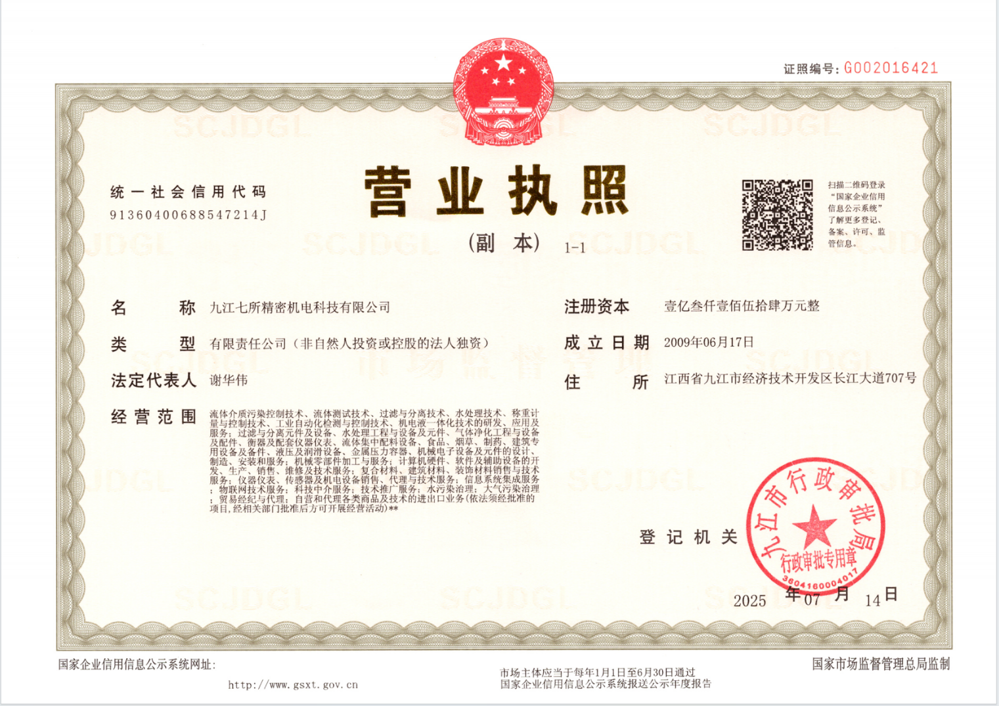 证照编号:G002016421
统一社会信用代码
91360400688547214J
营业执照
(副 本) 1-1
扫描二维码登录
“国家企业信用
信息公示系统”
了解更多登记、
备案、许可、监
管信息。
名称 九江七所精密机电科技有限公司
类型 有限责任公司（非自然人投资或控股的法人独资）
法定代表人 谢华伟
经营范围 流体介质污染控制技术、流体测试技术、过滤与分离技术、水处理技术、称重计
量与控制技术、工业自动化检测与控制技术、机电液一体化技术的研发、应用及
服务；过滤与分离元件及设备、水处理工程与设备及元件、气体净化工程与设备
及配件、衡器及配套仪器仪表、流体集中配料设备、食品、烟草、制药、建筑专
用设备及备件、液压及润滑设备、金属压力容器、机械电子设备及元件的设计、
制造、安装和服务；机械零部件加工与服务；计算机硬件、软件及辅助设备的开
发、生产、销售、维修及技术服务；复合材料、建筑材料、装饰材料销售与技术
服务；仪器仪表、传感器及机电设备销售、代理与技术服务；信息系统集成服务
；物联网技术服务；科技中介服务；技术推广服务；水污染治理；大气污染治理
；贸易经纪与代理；自营和代理各类商品及技术的进出口业务(依法须经批准的
项目,经相关部门批准后方可开展经营活动)**
注册资本 壹亿叁仟壹佰伍拾肆万元整
成立日期 2009年06月17日
住所 江西省九江市经济技术开发区长江大道707号
登记机关
九江市行政审批局
行政审批专用章
3604160004017
2025 年 07 月 14 日
国家企业信用信息公示系统网址:
http://www.gsxt.gov.cn
市场主体应当于每年1月1日至6月30日通过
国家企业信用信息公示系统报送公示年度报告
国家市场监督管理总局监制
SCJDGL
市场监督管理